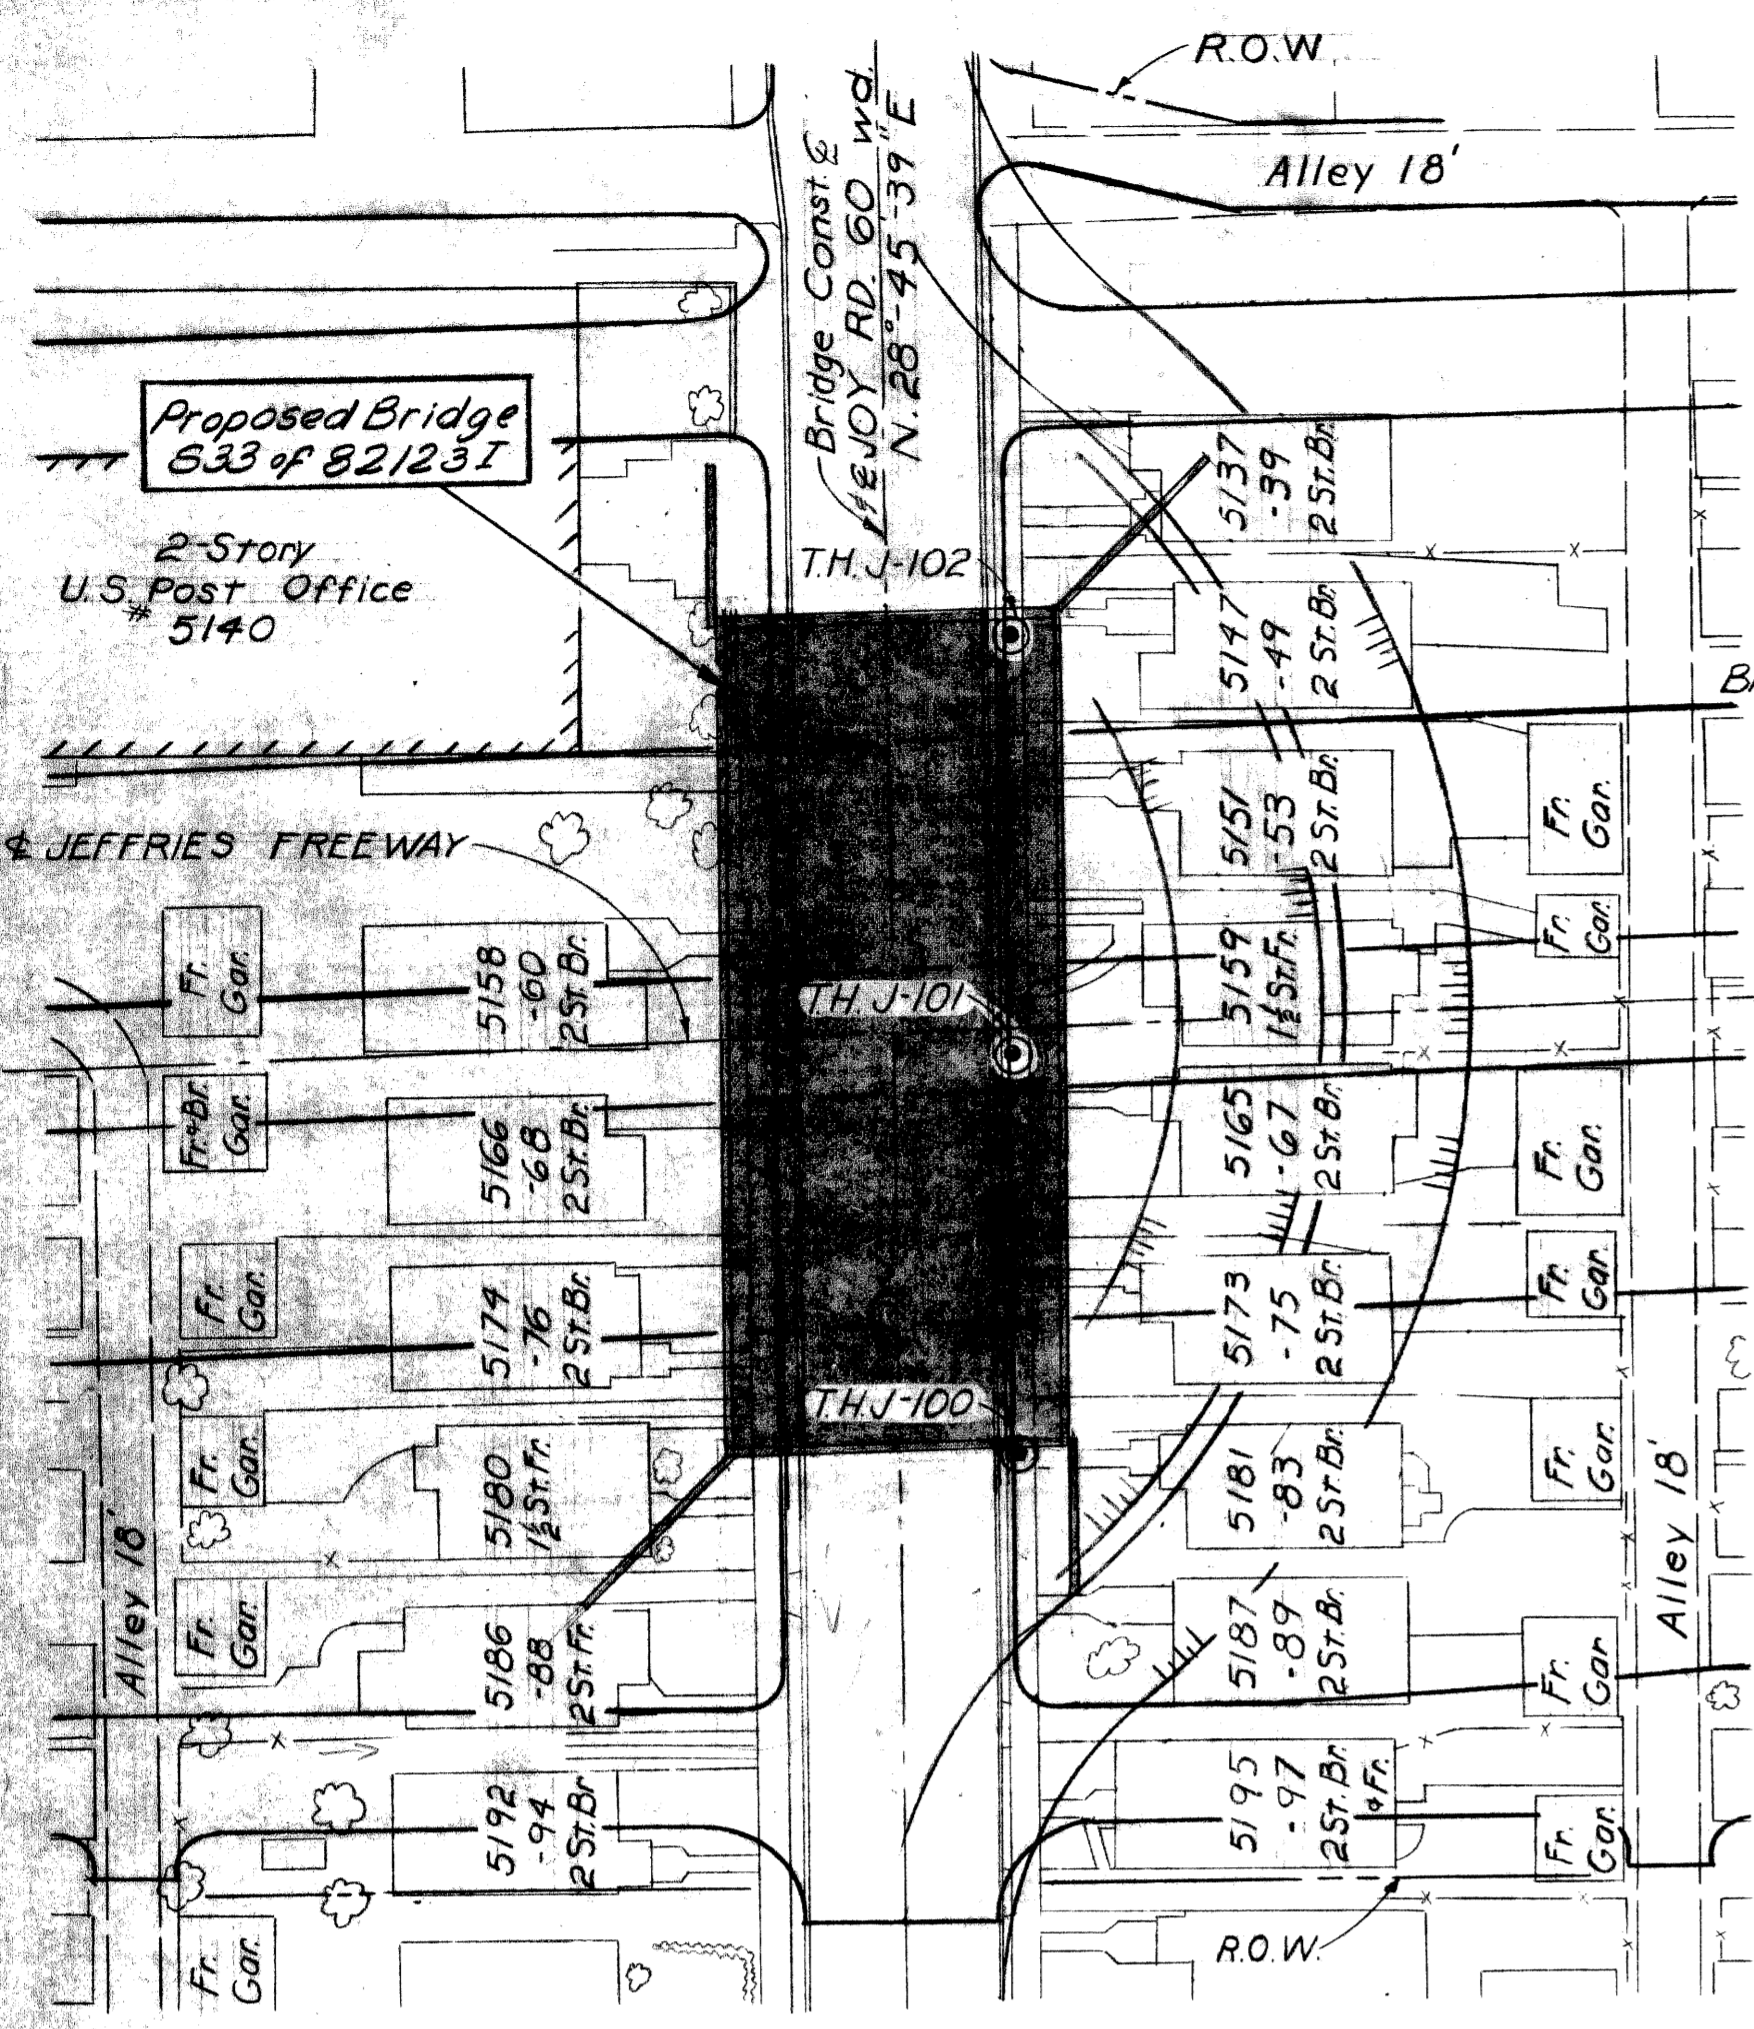 R.O.W.
Alley 18'
Bridge Const. ℄
& ℄ JOY RD. 60 wd.
N. 28°-45'-39" E
Proposed Bridge
S33 of 82123I
2-Story
U.S. Post Office
# 5140
T.H. J-102
5137
-39
2 St. Br.
5147
-49
2 St. Br.
5151
-53
2 St. Br.
Fr.
Gar.
℄ JEFFRIES FREEWAY
Fr.
Gar.
5158
-60
2 St. Br.
T.H. J-101
5159
1½ St. Fr.
Fr.
Gar.
Fr. & Br.
Gar.
5166
-68
2 St. Br.
5165
-67
2 St. Br.
Fr.
Gar.
Fr.
Gar.
5174
-76
2 St. Br.
5173
-75
2 St. Br.
Fr.
Gar.
T.H. J-100
Fr.
Gar.
5180
1½ St. Fr.
5181
-83
2 St. Br.
Fr.
Gar.
Alley 18'
Alley 18'
Fr.
Gar.
5186
-88
2 St. Fr.
5187
-89
2 St. Br.
Fr.
Gar
5192
-94
2 St. Br
5195
-97
2 St. Br.
& Fr.
Fr.
Gar.
Fr.
Gar.
R.O.W.